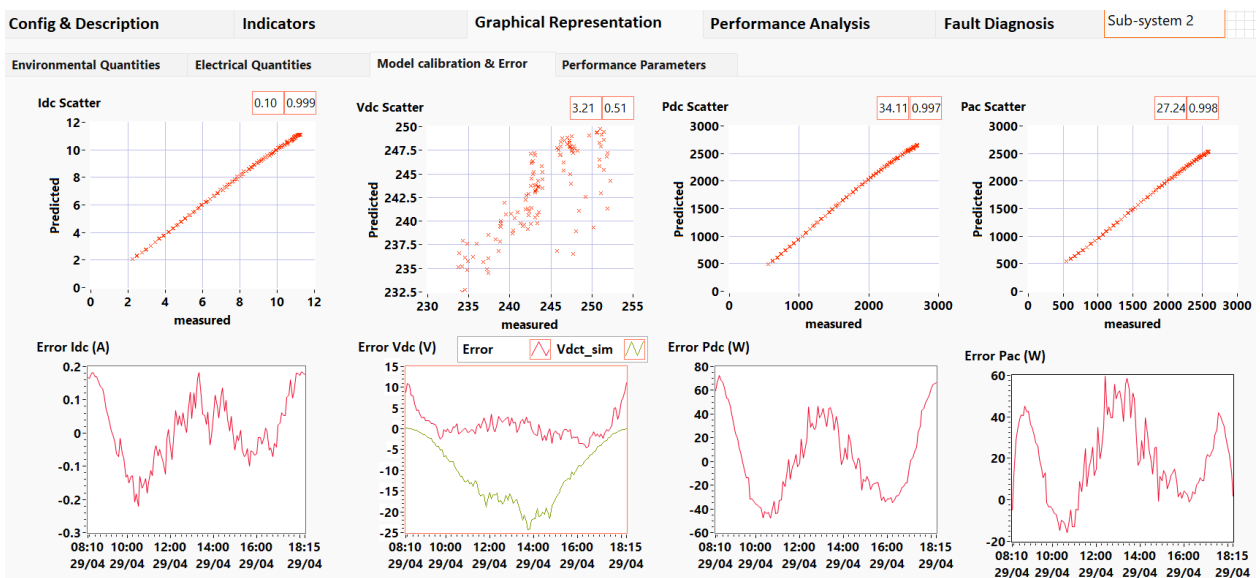 Config & Description Indicators Graphical Representation Performance Analysis Fault Diagnosis Sub-system 2
Environmental Quantities Electrical Quantities Model calibration & Error Performance Parameters
Idc Scatter 0.10 0.999
12
10
8
6
4
2
0
Predicted
0 2 4 6 8 10 12
measured
Vdc Scatter 3.21 0.51
250
247.5
245
242.5
240
237.5
235
232.5
Predicted
230 235 240 245 250 255
measured
Pdc Scatter 34.11 0.997
3000
2500
2000
1500
1000
500
0
Predicted
0 1000 2000 3000
measured
Pac Scatter 27.24 0.998
3000
2500
2000
1500
1000
500
0
Predicted
0 500 1000 1500 2000 2500 3000
measured
Error Idc (A)
0.2
0.1
0
-0.1
-0.2
-0.3
08:10 10:00 12:00 14:00 16:00 18:15
29/04 29/04 29/04 29/04 29/04 29/04
Error Vdc (V) Error Vdct_sim
15
10
5
0
-5
-10
-15
-20
-25
08:10 10:00 12:00 14:00 16:00 18:15
29/04 29/04 29/04 29/04 29/04 29/04
Error Pdc (W)
80
60
40
20
0
-20
-40
-60
08:10 10:00 12:00 14:00 16:00 18:15
29/04 29/04 29/04 29/04 29/04 29/04
Error Pac (W)
60
40
20
0
-20
08:10 10:00 12:00 14:00 16:00 18:15
29/04 29/04 29/04 29/04 29/04 29/04